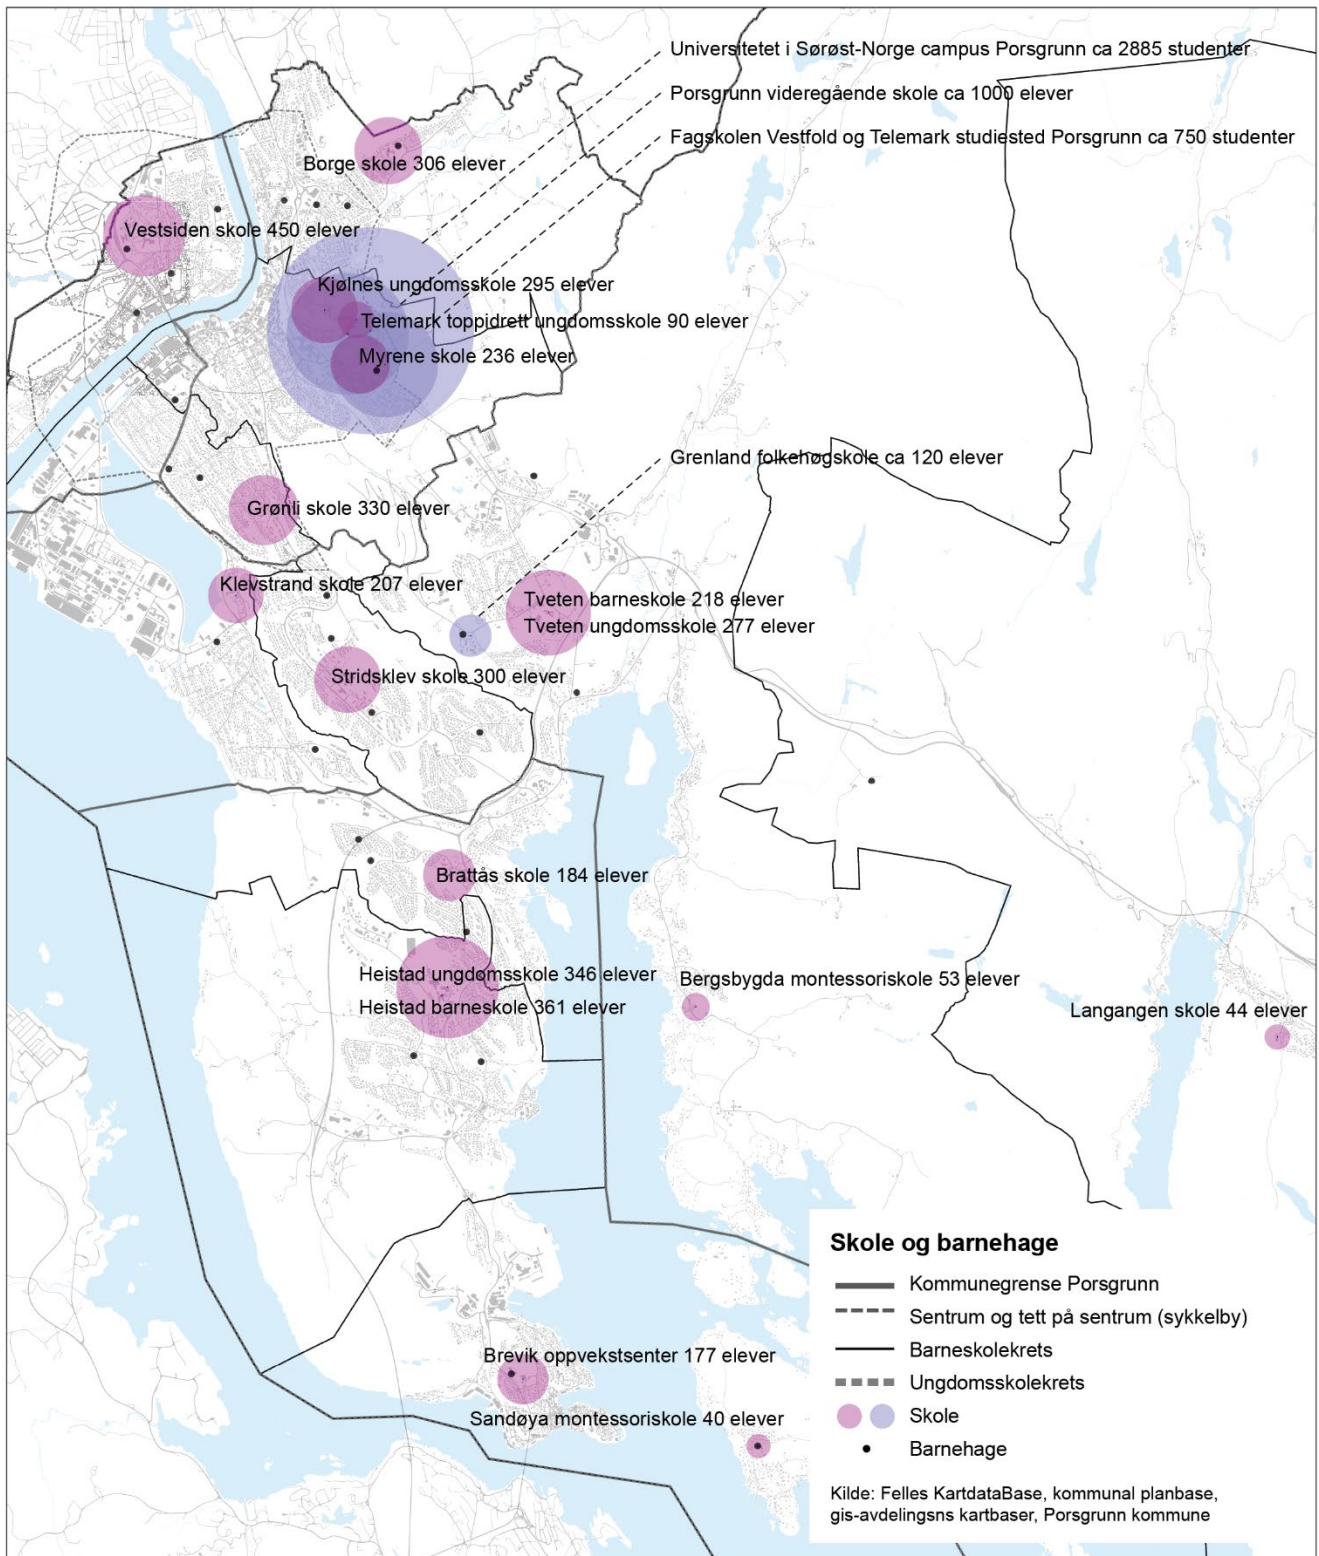 Universitetet i Sørøst-Norge campus Porsgrunn ca 2885 studenter
Porsgrunn videregående skole ca 1000 elever
Fagskolen Vestfold og Telemark studiested Porsgrunn ca 750 studenter
Borge skole 306 elever
Vestsiden skole 450 elever
Kjølnes ungdomsskole 295 elever
Telemark toppidrett ungdomsskole 90 elever
Myrene skole 236 elever
Grenland folkehøgskole ca 120 elever
Grønli skole 330 elever
Klevstrand skole 207 elever
Tveten barneskole 218 elever
Tveten ungdomsskole 277 elever
Stridsklev skole 300 elever
Brattås skole 184 elever
Heistad ungdomsskole 346 elever
Heistad barneskole 361 elever
Bergsbygda montessoriskole 53 elever
Langangen skole 44 elever
Brevik oppvekstsenter 177 elever
Sandøya montessoriskole 40 elever
Skole og barnehage
Kommunegrense Porsgrunn
Sentrum og tett på sentrum (sykkelby)
Barneskolekrets
Ungdomsskolekrets
Skole
Barnehage
Kilde: Felles KartdataBase, kommunal planbase,
gis-avdelingsns kartbaser, Porsgrunn kommune